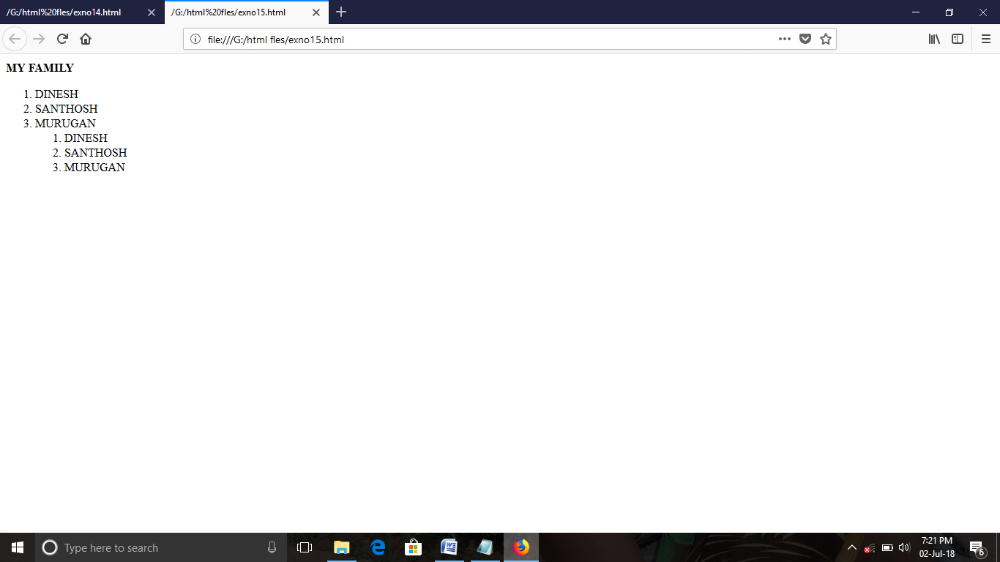 /G:/html%20fles/exno14.html
/G:/html%20fles/exno15.html
file:///G:/html fles/exno15.html
MY FAMILY
1. DINESH
2. SANTHOSH
3. MURUGAN
1. DINESH
2. SANTHOSH
3. MURUGAN
Type here to search
7:21 PM
02-Jul-18
6